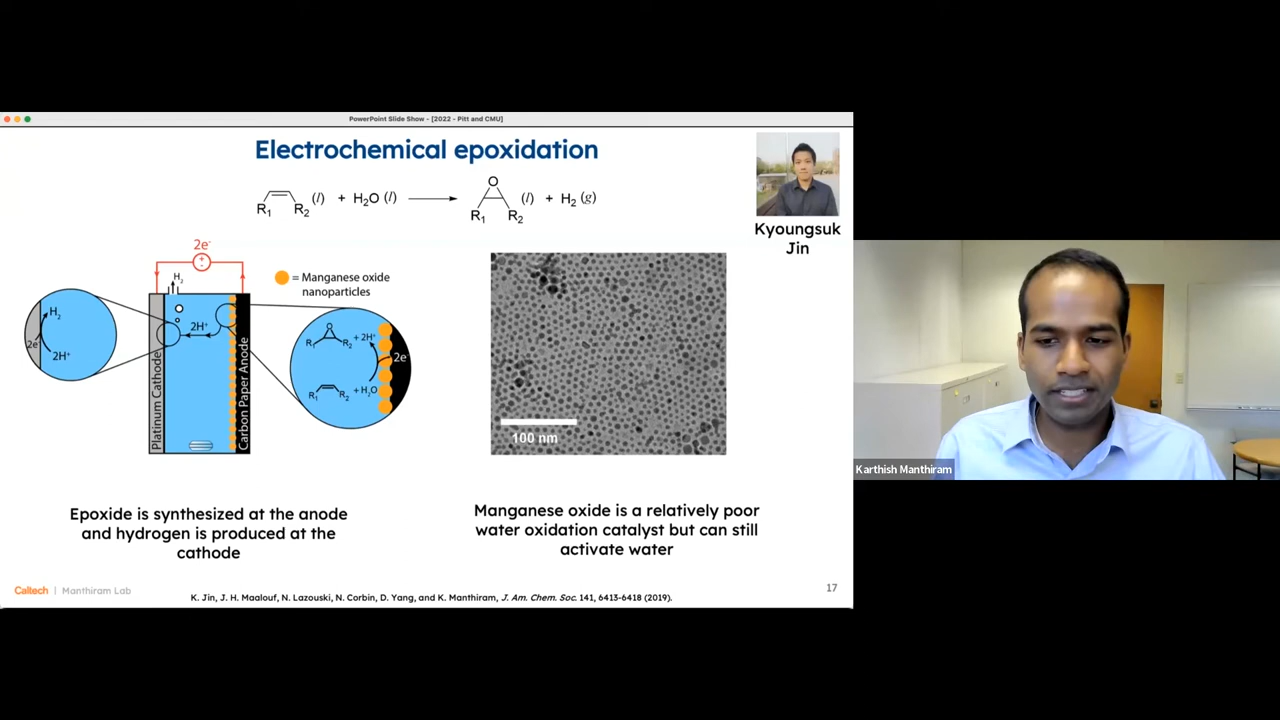 PowerPoint Slide Show - [2022 - Pitt and CMU]
Electrochemical epoxidation
R1 R2 (l) + H2O (l) O R1 R2 (l) + H2 (g)
Kyoungsuk
Jin
2e-
+
-
H2
= Manganese oxide
nanoparticles
H2
2e-
2H+
2H+
Platinum Cathode
Carbon Paper Anode
O
R1 R2 + 2H+
2e-
R1 R2 + H2O
100 nm
Epoxide is synthesized at the anode
and hydrogen is produced at the
cathode
Manganese oxide is a relatively poor
water oxidation catalyst but can still
activate water
Caltech | Manthiram Lab
K. Jin, J. H. Maalouf, N. Lazouski, N. Corbin, D. Yang, and K. Manthiram, J. Am. Chem. Soc. 141, 6413-6418 (2019).
17
Karthish Manthiram